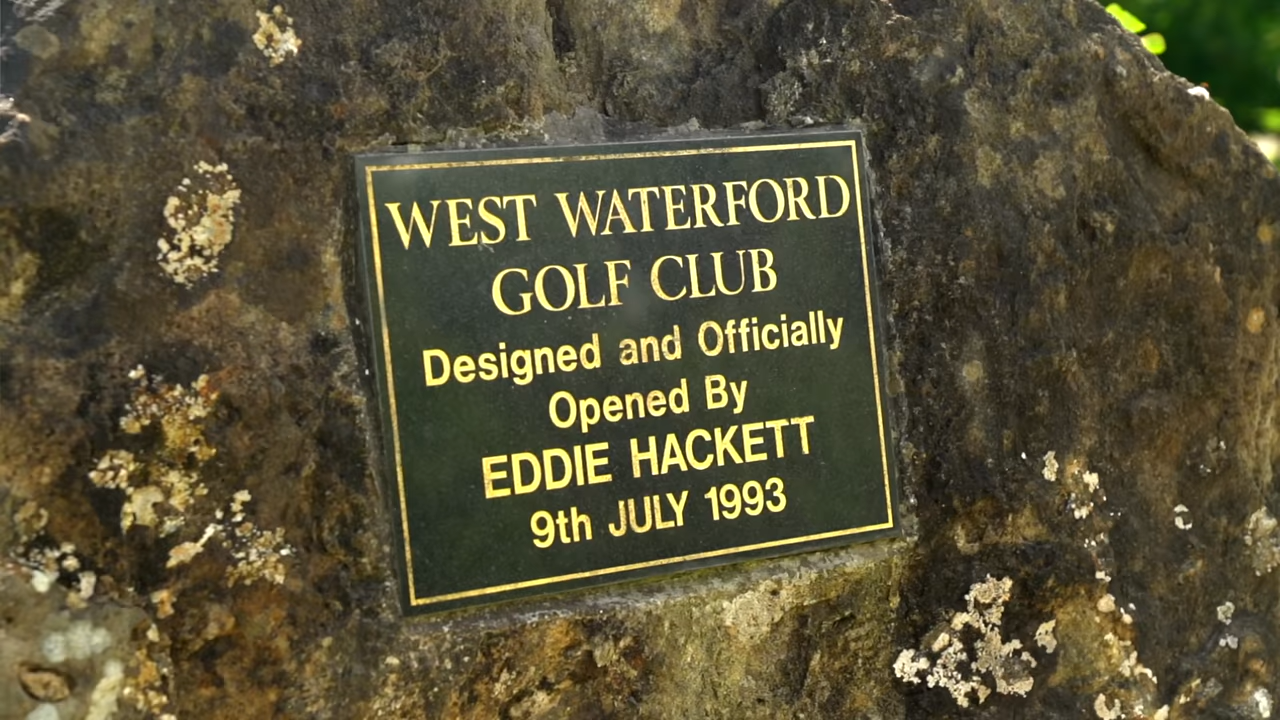 WEST WATERFORD
GOLF CLUB
Designed and Officially
Opened By
EDDIE HACKETT
9th JULY 1993